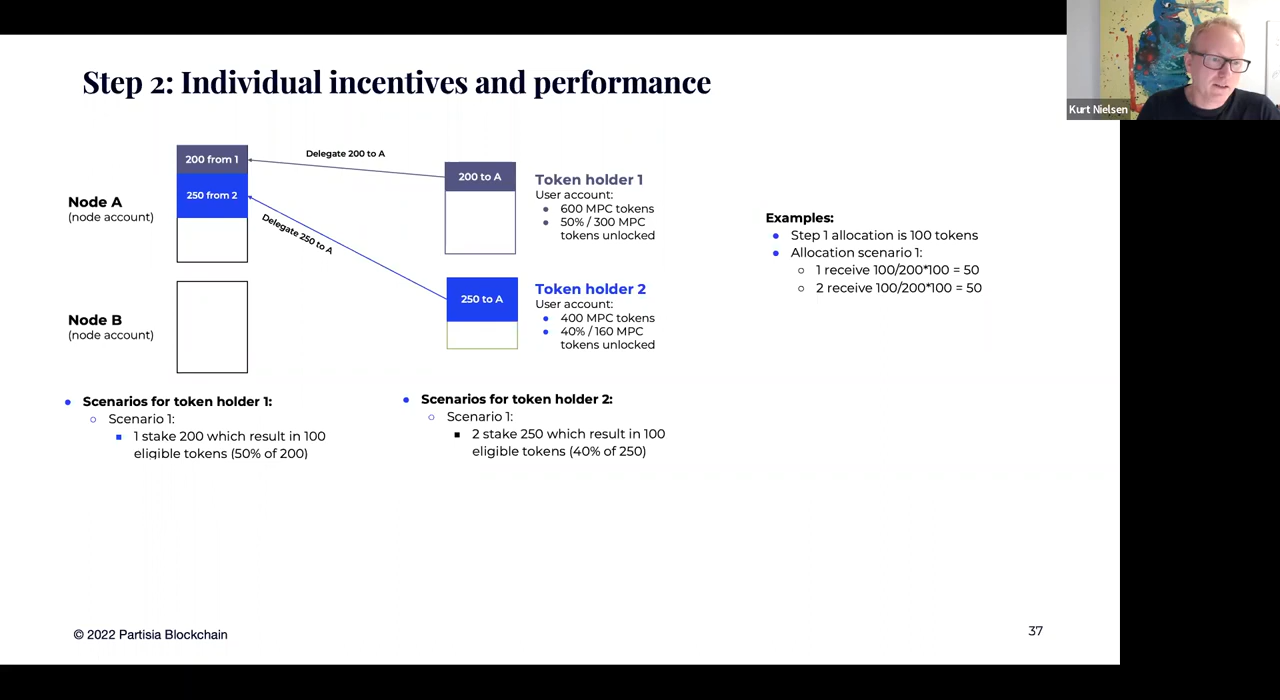 Step 2: Individual incentives and performance
Kurt Nielsen
Node A
(node account)
200 from 1
250 from 2
Delegate 200 to A
Delegate 250 to A
200 to A
Token holder 1
User account:
● 600 MPC tokens
● 50% / 300 MPC
tokens unlocked
Node B
(node account)
250 to A
Token holder 2
User account:
● 400 MPC tokens
● 40% / 160 MPC
tokens unlocked
Examples:
● Step 1 allocation is 100 tokens
● Allocation scenario 1:
○ 1 receive 100/200*100 = 50
○ 2 receive 100/200*100 = 50
● Scenarios for token holder 1:
○ Scenario 1:
■ 1 stake 200 which result in 100
eligible tokens (50% of 200)
● Scenarios for token holder 2:
○ Scenario 1:
■ 2 stake 250 which result in 100
eligible tokens (40% of 250)
© 2022 Partisia Blockchain
37